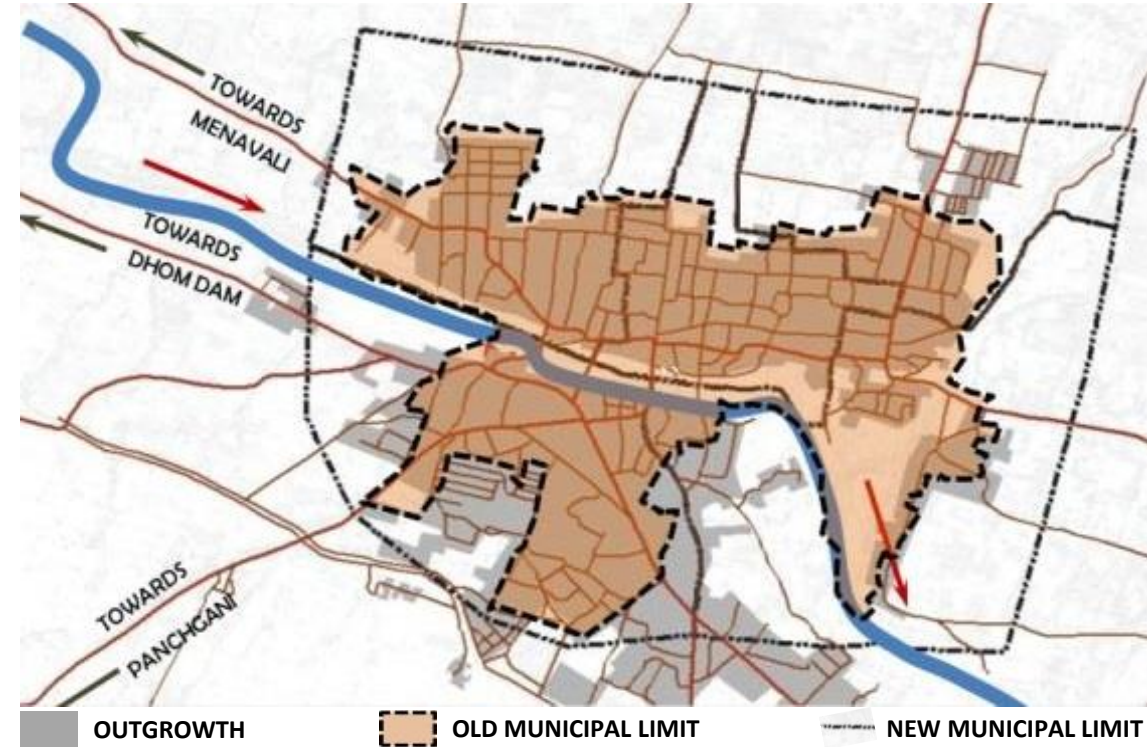 TOWARDS
MENAVALI
TOWARDS
DHOM DAM
TOWARDS
PANCHGANI
OUTGROWTH
OLD MUNICIPAL LIMIT
NEW MUNICIPAL LIMIT